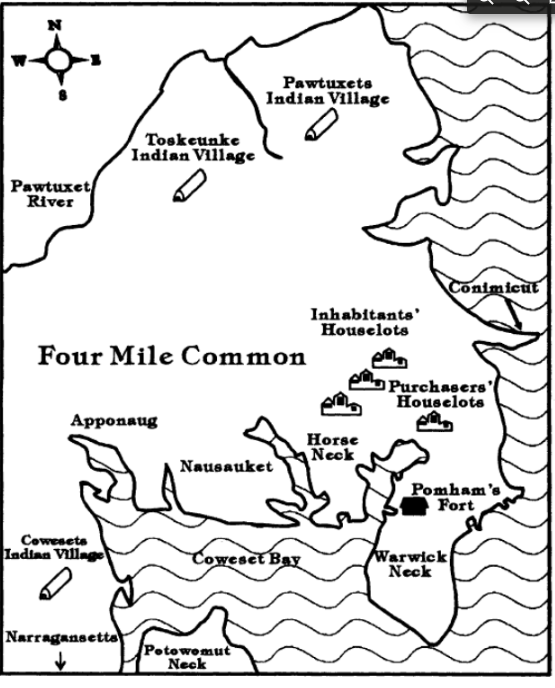 N
W
E
S
Pawtuxets
Indian Village
Toskeunke
Indian Village
Pawtuxet
River
Conimicut
Inhabitants'
Houselots
Four Mile Common
Purchasers'
Houselots
Apponaug
Horse
Neck
Nausauket
Pomham's
Fort
Cowesets
Indian Village
Coweset Bay
Warwick
Neck
Narragansetts
Potowomut
Neck